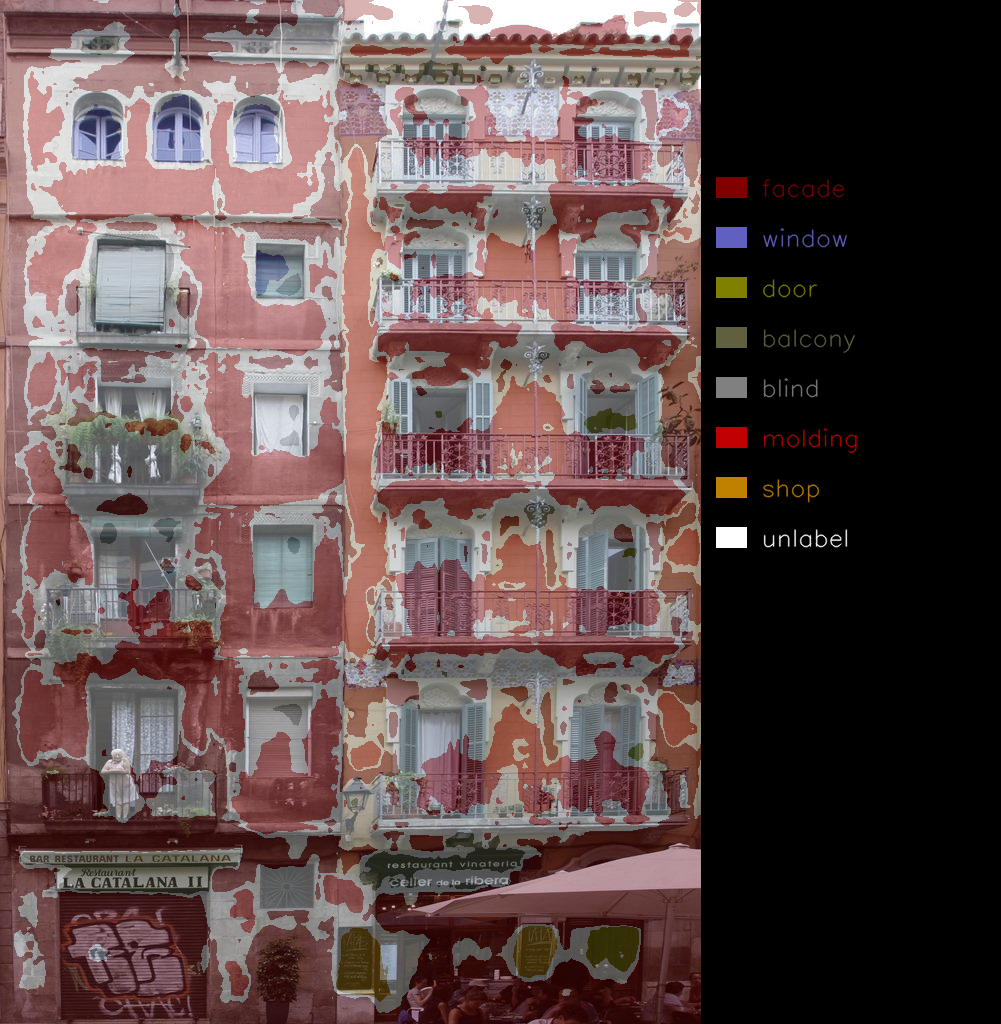 facade
window
door
balcony
blind
molding
shop
unlabel
BAR RESTAURANT LA CATALANA
Restaurant
LA CATALANA II
restaurant vinateria
celler de la ribera